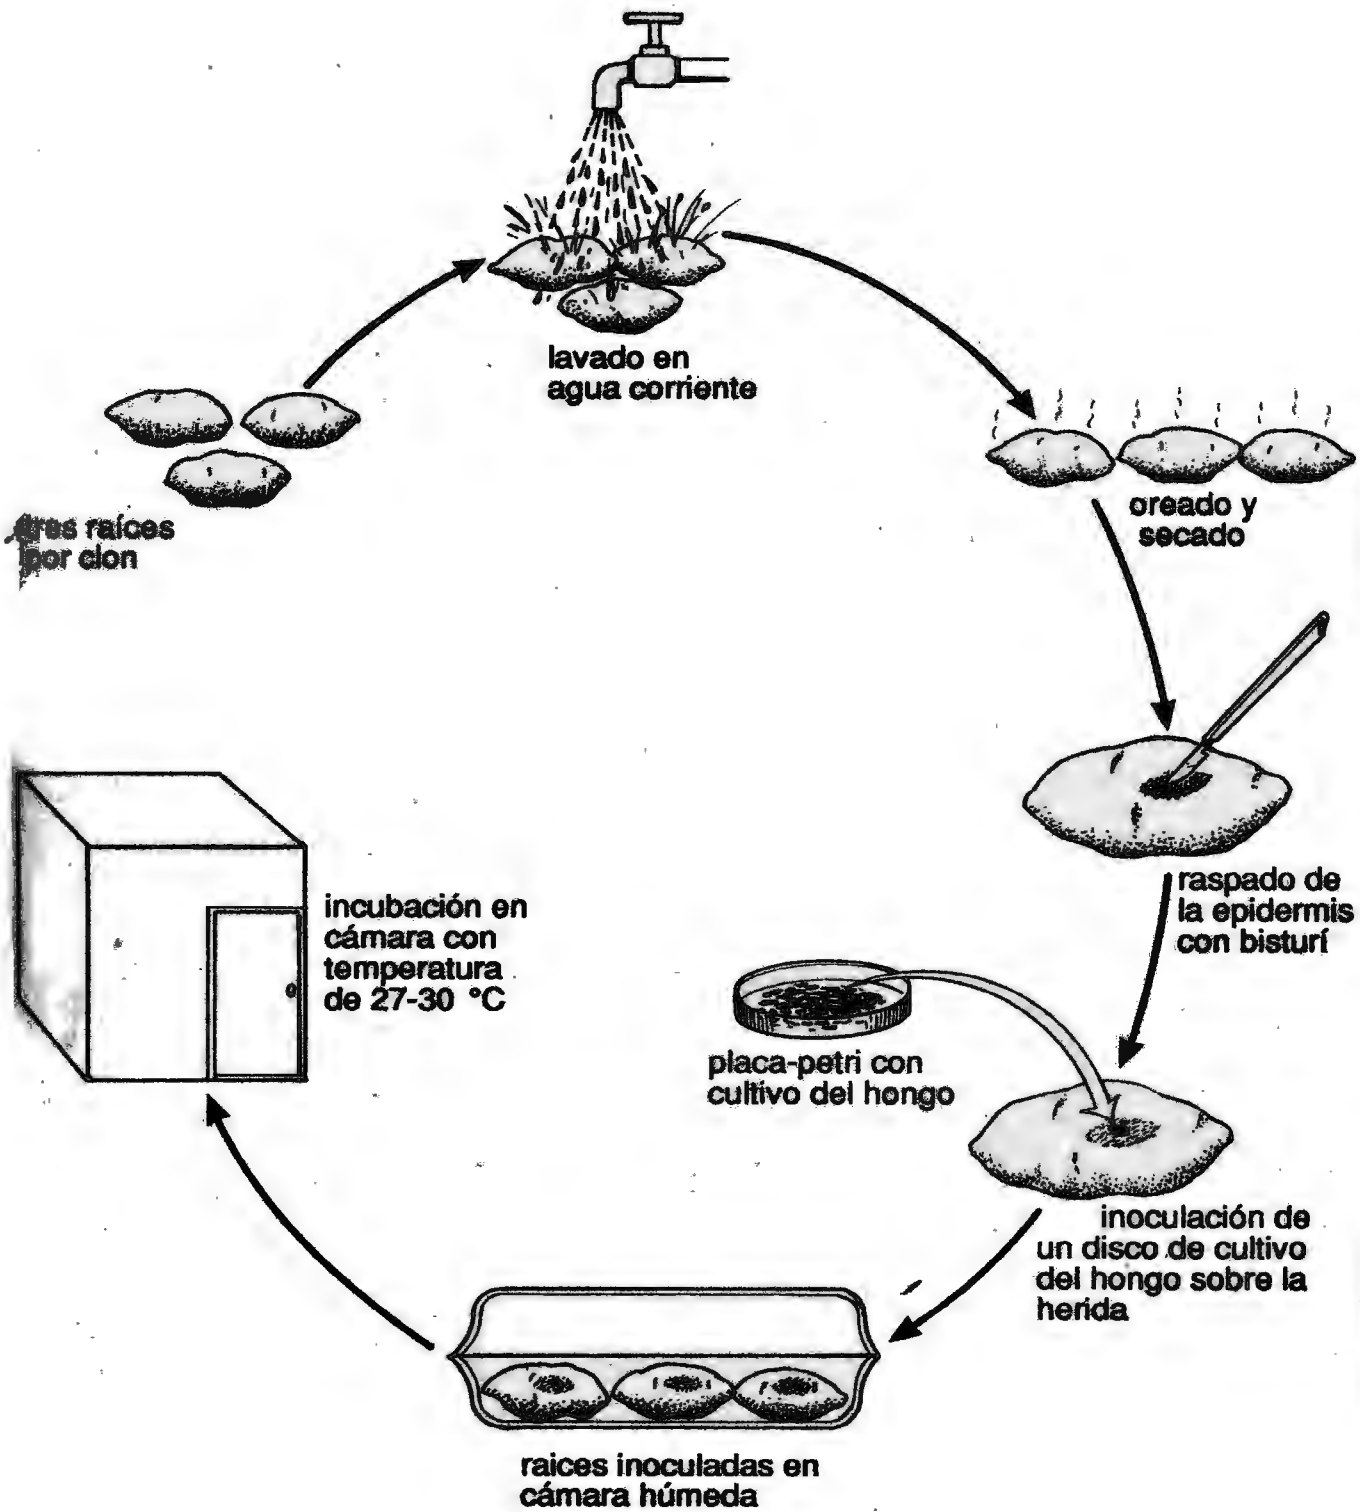 lavado en
agua corriente
tres raíces
por clon
oreado y
secado
raspado de
la epidermis
con bisturí
incubación en
cámara con
temperatura
de 27-30 °C
placa-petri con
cultivo del hongo
inoculación de
un disco de cultivo
del hongo sobre la
herida
raices inoculadas en
cámara húmeda